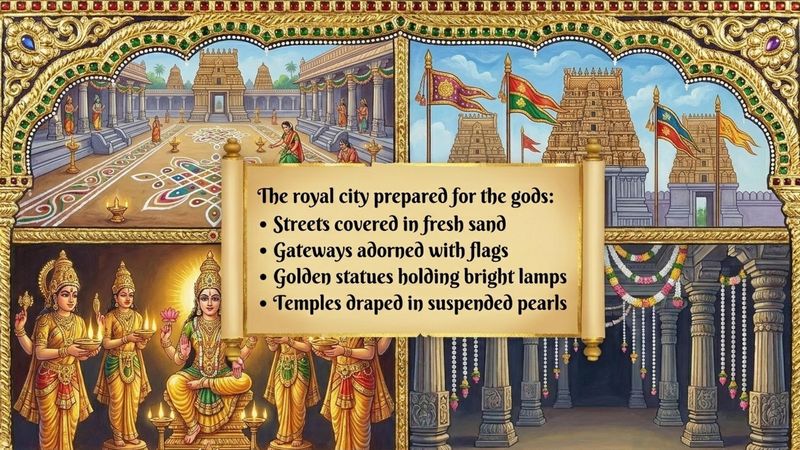 The royal city prepared for the gods:
• Streets covered in fresh sand
• Gateways adorned with flags
• Golden statues holding bright lamps
• Temples draped in suspended pearls